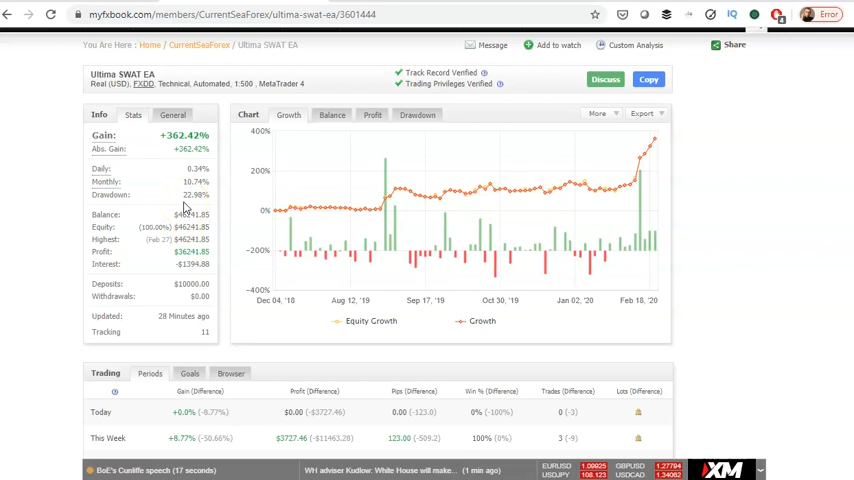 myfxbook.com/members/CurrentSeaForex/ultima-swat-ea/3601444
Error
You Are Here : Home / CurrentSeaForex / Ultima SWAT EA
Message
Add to watch
Custom Analysis
Share
Ultima SWAT EA
Real (USD), FXDD, Technical, Automated, 1:500 , MetaTrader 4
Track Record Verified
Trading Privileges Verified
Discuss
Copy
Info Stats General
Gain: +362.42%
Abs. Gain: +362.42%
Daily: 0.34%
Monthly: 10.74%
Drawdown: 22.98%
Balance: $46241.85
Equity: (100.00%) $46241.85
Highest: (Feb 27) $46241.85
Profit: $36241.85
Interest: -$1394.88
Deposits: $10000.00
Withdrawals: $0.00
Updated: 28 Minutes ago
Tracking 11
Chart Growth Balance Profit Drawdown More Export
400%
200%
0%
-200%
-400%
Dec 04, '18 Aug 12, '19 Sep 17, '19 Oct 30, '19 Jan 02, '20 Feb 18, '20
Equity Growth Growth
Trading Periods Goals Browser
Gain (Difference) Profit (Difference) Pips (Difference) Win % (Difference) Trades (Difference) Lots (Difference)
Today +0.0% (-8.77%) $0.00 (-$3727.46) 0.00 (-123.0) 0% (-100%) 0 (-3)
This Week +8.77% (-50.66%) $3727.46 (-$11463.28) 123.00 (-509.2) 100% (0%) 3 (-9)
BoE's Cunliffe speech (17 seconds)
WH adviser Kudlow: White House will make... (1 min ago)
EURUSD 1.09925 GBPUSD 1.27794
USDJPY 108.123 USDCAD 1.34062
XM